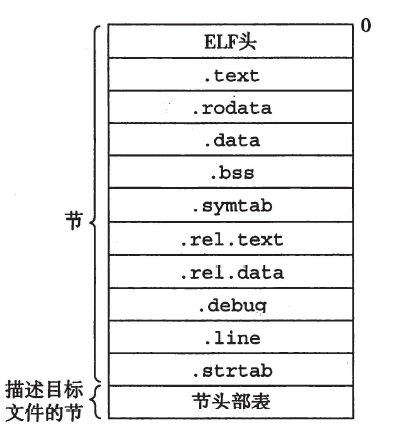 0
ELF头
.text
.rodata
.data
.bss
.symtab
.rel.text
.rel.data
.debug
.line
.strtab
节头部表
节
描述目标
文件的节